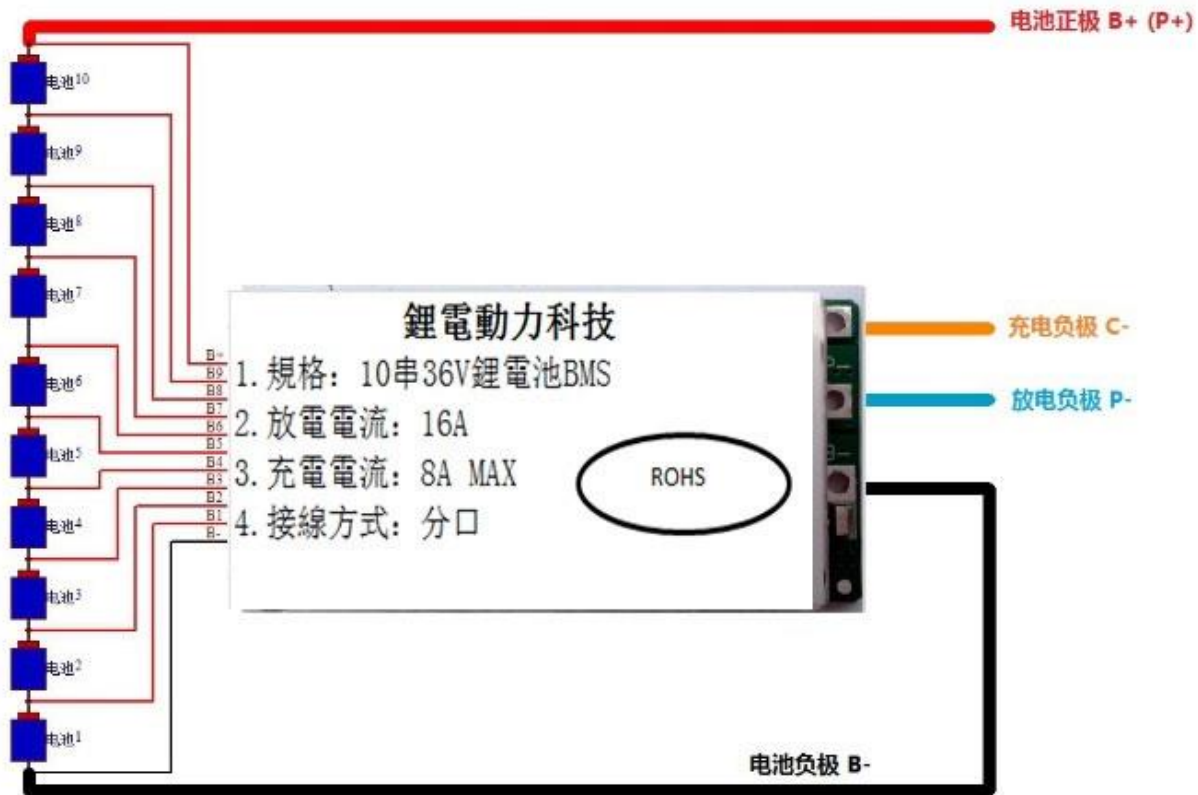 电池正极 B+ (P+)
电池10
电池9
电池8
电池7
电池6
电池5
电池4
电池3
电池2
电池1
B+
B9
B8
B7
B6
B5
B4
B3
B2
B1
B-
鋰電動力科技
1.規格: 10串36V鋰電池BMS
2.放電電流: 16A
3.充電電流: 8A MAX
4.接線方式: 分口
ROHS
充电负极 C-
放电负极 P-
电池负极 B-